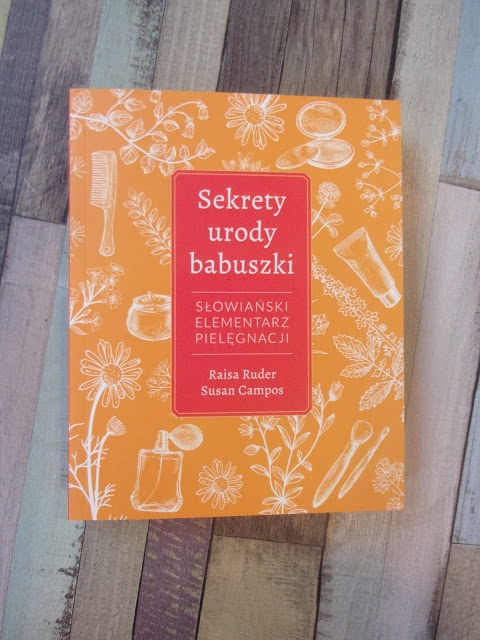 Sekrety
urody
babuszki
SŁOWIAŃSKI
ELEMENTARZ
PIELĘGNACJI
Raisa Ruder
Susan Campos